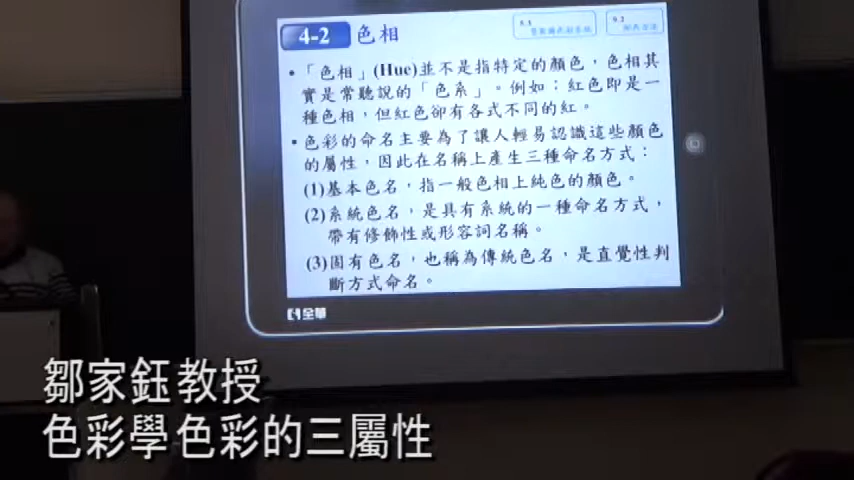 4-2 色相
5.1
9.2
•「色相」(Hue)並不是指特定的顏色，色相其
實是常聽說的「色系」。例如：紅色即是一
種色相，但紅色卻有各式不同的紅。
•色彩的命名主要為了讓人輕易認識這些顏色
的屬性，因此在名稱上產生三種命名方式：
(1)基本色名，指一般色相上純色的顏色。
(2)系統色名，是具有系統的一種命名方式，
帶有修飾性或形容詞名稱。
(3)固有色名，也稱為傳統色名，是直覺性判
斷方式命名。
全華
鄒家鈺教授
色彩學色彩的三屬性